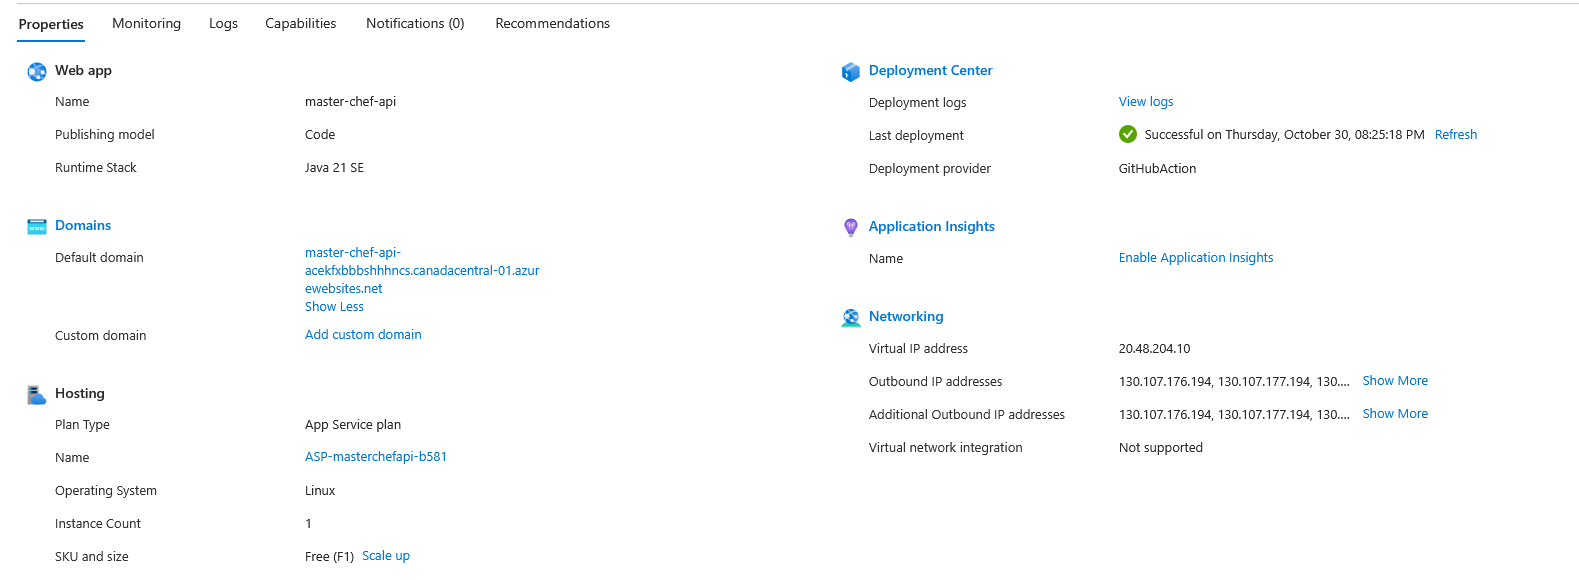 Properties Monitoring Logs Capabilities Notifications (0) Recommendations
Web app
Name master-chef-api
Publishing model Code
Runtime Stack Java 21 SE
Domains
Default domain master-chef-api-
acekfxbbbshhhncs.canadacentral-01.azur
ewebsites.net
Show Less
Custom domain Add custom domain
Hosting
Plan Type App Service plan
Name ASP-masterchefapi-b581
Operating System Linux
Instance Count 1
SKU and size Free (F1) Scale up
Deployment Center
Deployment logs View logs
Last deployment Successful on Thursday, October 30, 08:25:18 PM Refresh
Deployment provider GitHubAction
Application Insights
Name Enable Application Insights
Networking
Virtual IP address 20.48.204.10
Outbound IP addresses 130.107.176.194, 130.107.177.194, 130.... Show More
Additional Outbound IP addresses 130.107.176.194, 130.107.177.194, 130.... Show More
Virtual network integration Not supported